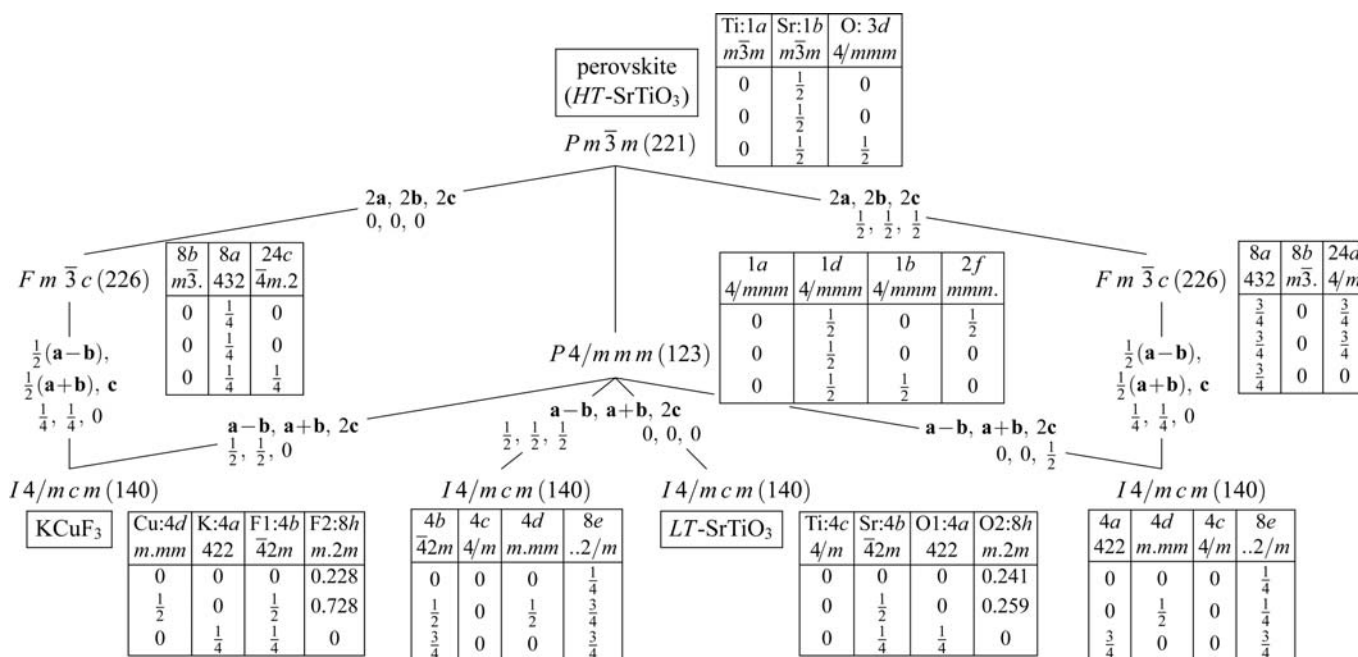 perovskite
(HT-SrTiO₃)
P m 3̅ m (221)
Ti:1a Sr:1b O: 3d
m3̅m m3̅m 4/mmm
0 ½ 0
0 ½ 0
0 ½ ½
2a, 2b, 2c
0, 0, 0
2a, 2b, 2c
½, ½, ½
F m 3̅ c (226)
8b 8a 24c
m3̅. 432 4̅m.2
0 ¼ 0
0 ¼ 0
0 ¼ ¼
½(a−b),
½(a+b), c
¼, ¼, 0
P 4/m m m (123)
1a 1d 1b 2f
4/mmm 4/mmm 4/mmm mmm.
0 ½ 0 ½
0 ½ 0 0
0 ½ ½ 0
F m 3̅ c (226)
8a 8b 24d
432 m3̅. 4/m
¾ 0 ¾
¾ 0 ¾
¾ 0 0
½(a−b),
½(a+b), c
¼, ¼, 0
a−b, a+b, 2c
½, ½, 0
a−b, a+b, 2c
½, ½, ½
0, 0, 0
a−b, a+b, 2c
0, 0, ½
I 4/m c m (140)
KCuF₃
Cu:4d K:4a F1:4b F2:8h
m.mm 422 4̅2m m.2m
0 0 0 0.228
½ 0 ½ 0.728
0 ¼ ¼ 0
I 4/m c m (140)
4b 4c 4d 8e
4̅2m 4/m m.mm ..2/m
0 0 0 ¼
½ 0 ½ ¾
¾ 0 0 ¾
I 4/m c m (140)
LT-SrTiO₃
Ti:4c Sr:4b O1:4a O2:8h
4/m 4̅2m 422 m.2m
0 0 0 0.241
0 ½ 0 0.259
0 ¼ ¼ 0
I 4/m c m (140)
4a 4d 4c 8e
422 m.mm 4/m ..2/m
0 0 0 ¼
0 ½ 0 ¼
¾ 0 0 ¾